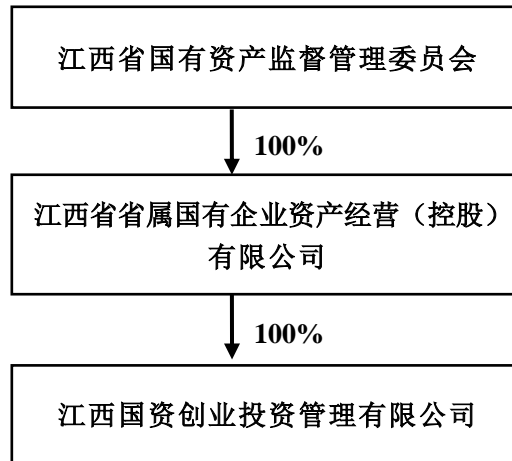 江西省国有资产监督管理委员会
100%
江西省省属国有企业资产经营（控股）
有限公司
100%
江西国资创业投资管理有限公司